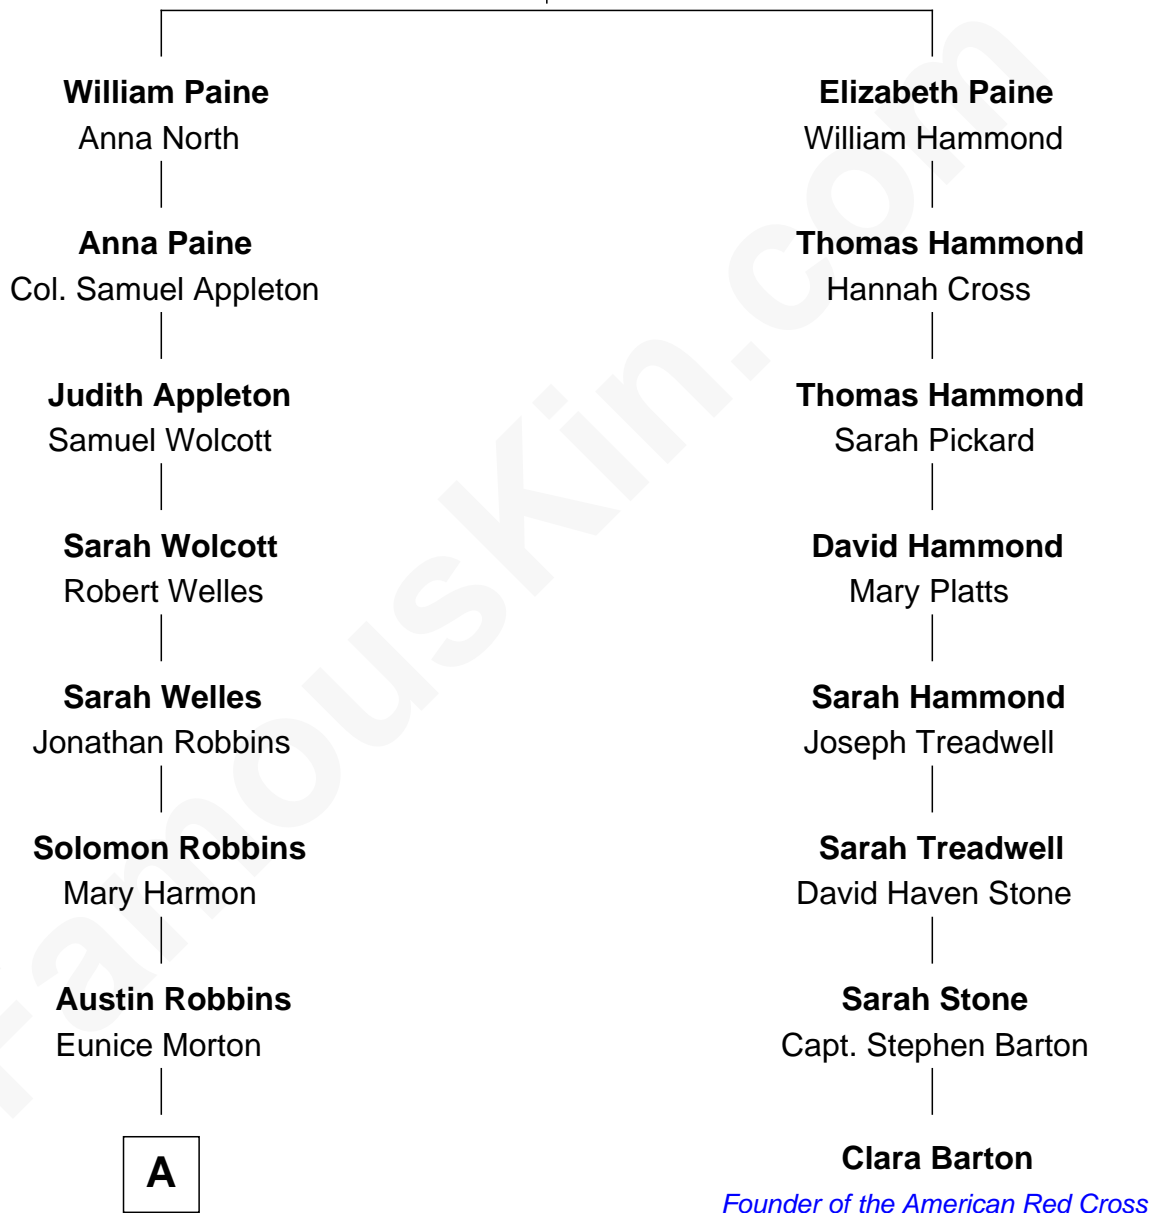 William Paine
Anna North
Elizabeth Paine
William Hammond
Anna Paine
Col. Samuel Appleton
Thomas Hammond
Hannah Cross
Judith Appleton
Samuel Wolcott
Thomas Hammond
Sarah Pickard
Sarah Wolcott
Robert Welles
David Hammond
Mary Platts
Sarah Welles
Jonathan Robbins
Sarah Hammond
Joseph Treadwell
Solomon Robbins
Mary Harmon
Sarah Treadwell
David Haven Stone
Austin Robbins
Eunice Morton
Sarah Stone
Capt. Stephen Barton
A
Clara Barton
Founder of the American Red Cross
FamousKin.com